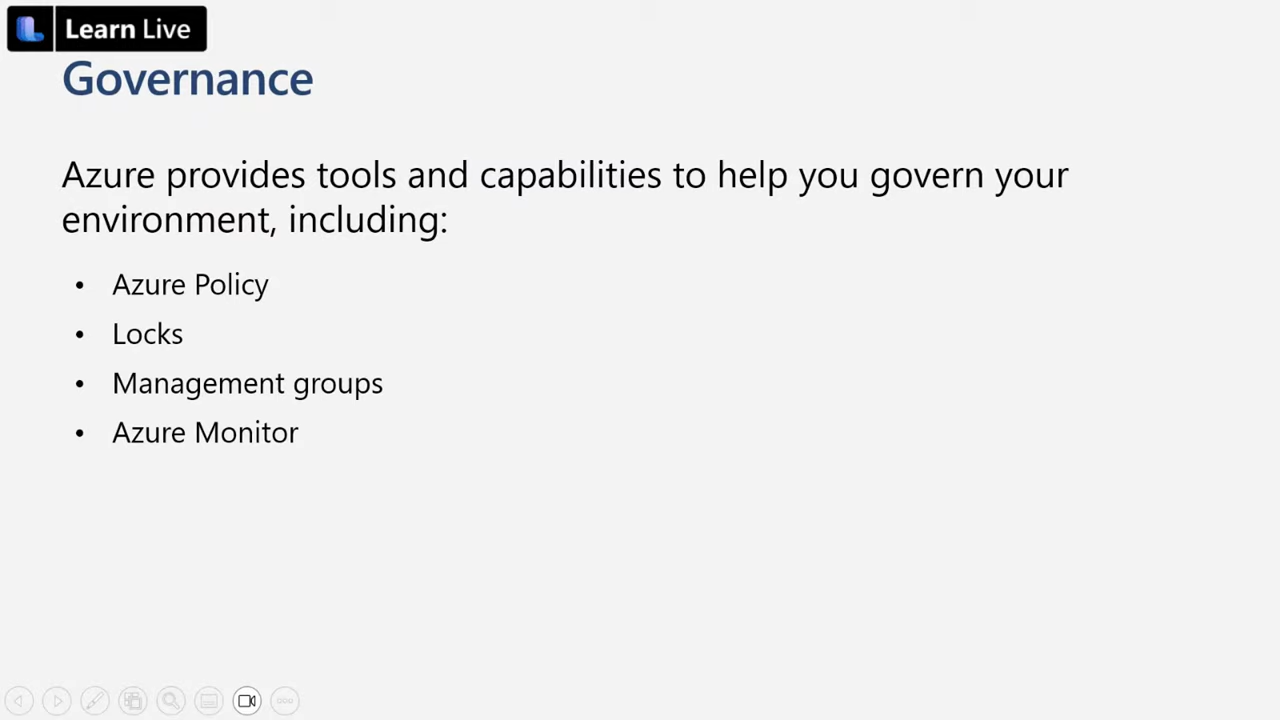 Learn Live
Governance
Azure provides tools and capabilities to help you govern your
environment, including:
• Azure Policy
• Locks
• Management groups
• Azure Monitor